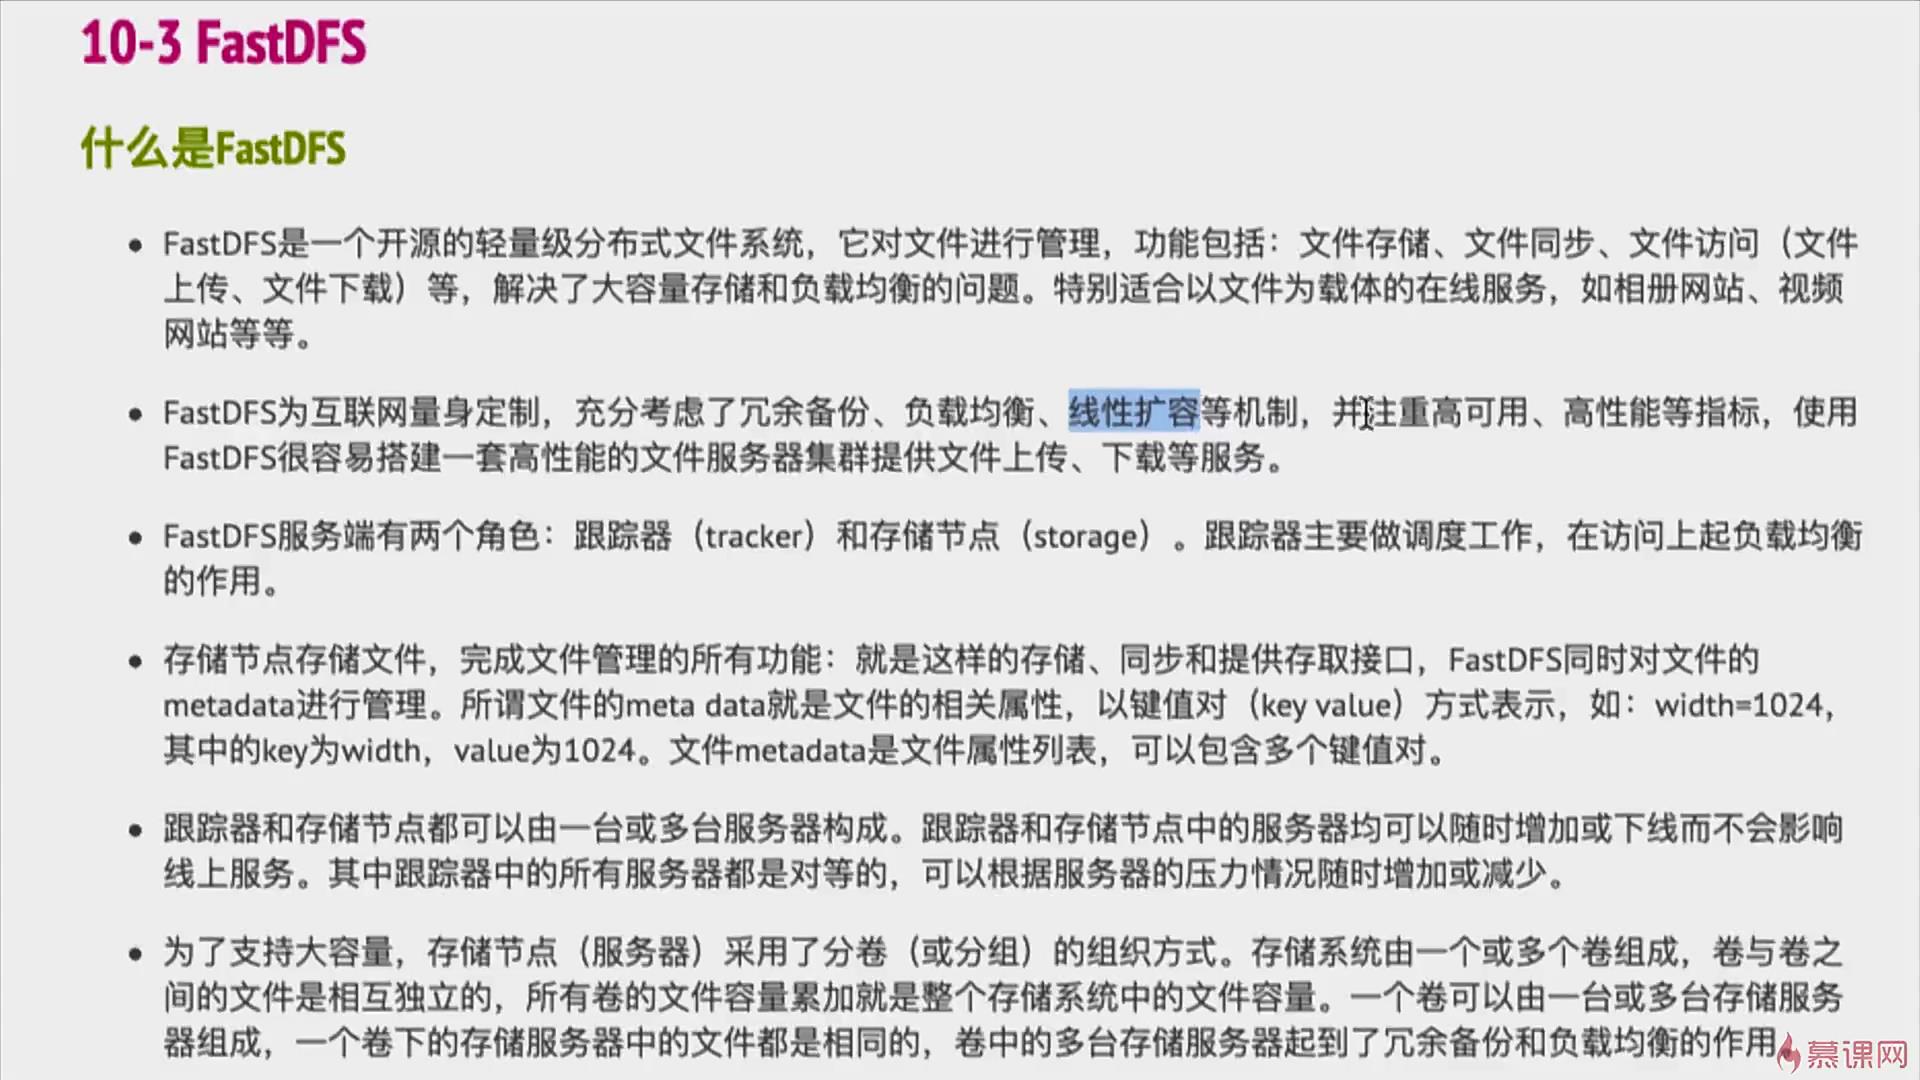 10-3 FastDFS
什么是FastDFS
FastDFS是一个开源的轻量级分布式文件系统，它对文件进行管理，功能包括：文件存储、文件同步、文件访问（文件
上传、文件下载）等，解决了大容量存储和负载均衡的问题。特别适合以文件为载体的在线服务，如相册网站、视频
网站等等。
FastDFS为互联网量身定制，充分考虑了冗余备份、负载均衡、线性扩容等机制，并注重高可用、高性能等指标，使用
FastDFS很容易搭建一套高性能的文件服务器集群提供文件上传、下载等服务。
FastDFS服务端有两个角色：跟踪器（tracker）和存储节点（storage）。跟踪器主要做调度工作，在访问上起负载均衡
的作用。
存储节点存储文件，完成文件管理的所有功能：就是这样的存储、同步和提供存取接口，FastDFS同时对文件的
metadata进行管理。所谓文件的meta data就是文件的相关属性，以键值对（key value）方式表示，如：width=1024，
其中的key为width，value为1024。文件metadata是文件属性列表，可以包含多个键值对。
跟踪器和存储节点都可以由一台或多台服务器构成。跟踪器和存储节点中的服务器均可以随时增加或下线而不会影响
线上服务。其中跟踪器中的所有服务器都是对等的，可以根据服务器的压力情况随时增加或减少。
为了支持大容量，存储节点（服务器）采用了分卷（或分组）的组织方式。存储系统由一个或多个卷组成，卷与卷之
间的文件是相互独立的，所有卷的文件容量累加就是整个存储系统中的文件容量。一个卷可以由一台或多台存储服务
器组成，一个卷下的存储服务器中的文件都是相同的，卷中的多台存储服务器起到了冗余备份和负载均衡的作用。
慕课网